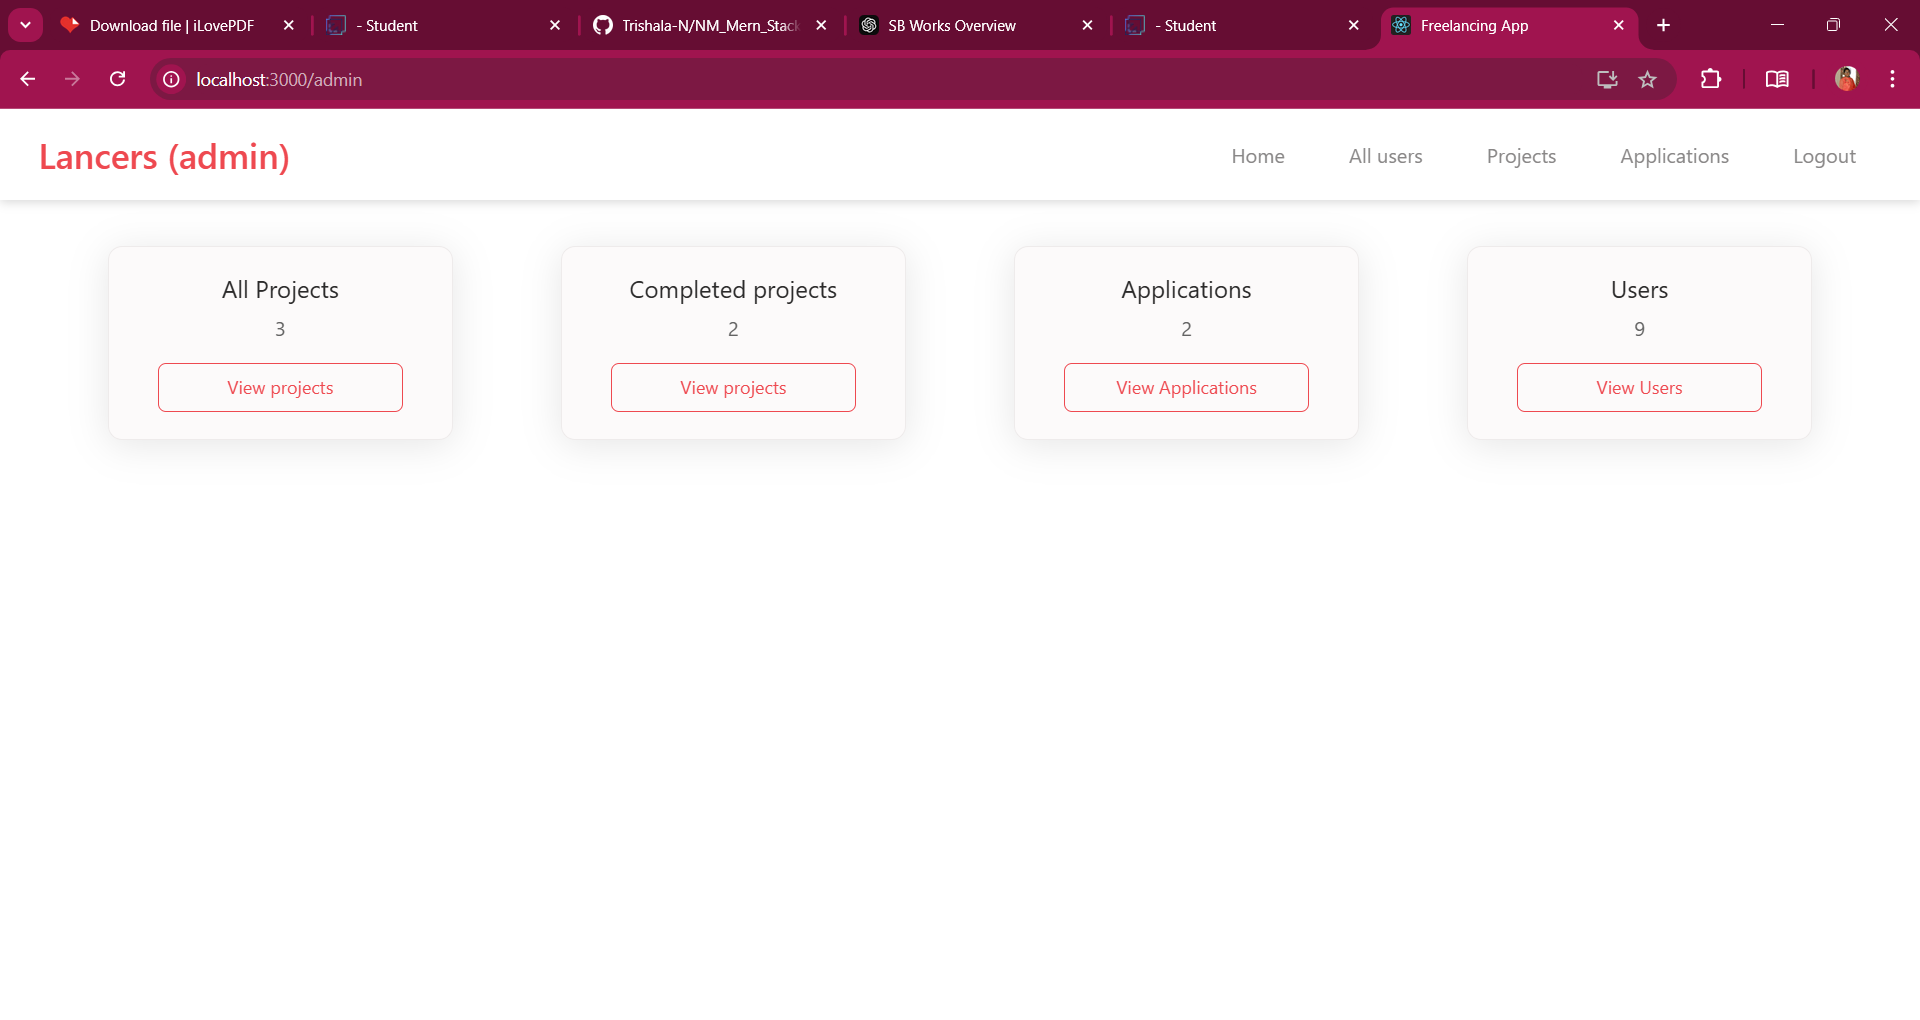 Download file | iLovePDF
- Student
Trishala-N/NM_Mern_Stack
SB Works Overview
- Student
Freelancing App
localhost:3000/admin
Lancers (admin)
Home
All users
Projects
Applications
Logout
All Projects
3
View projects
Completed projects
2
View projects
Applications
2
View Applications
Users
9
View Users